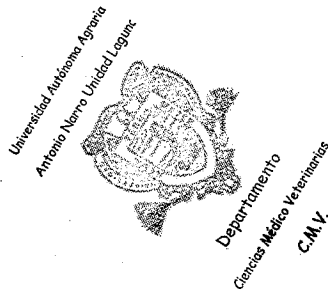 Universidad Autónoma Agraria
Antonio Narro Unidad Laguna
Departamento
Ciencias Médico Veterinarias
C.M.V.